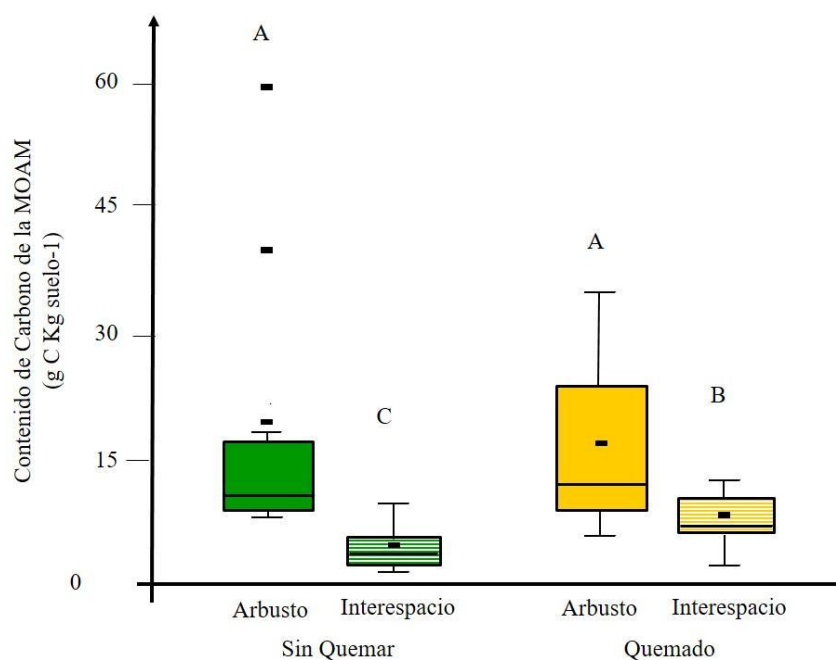 Contenido de Carbono de la MOAM
(g C Kg suelo-1)
60
45
30
15
0
A
C
A
B
Arbusto
Interespacio
Arbusto
Interespacio
Sin Quemar
Quemado